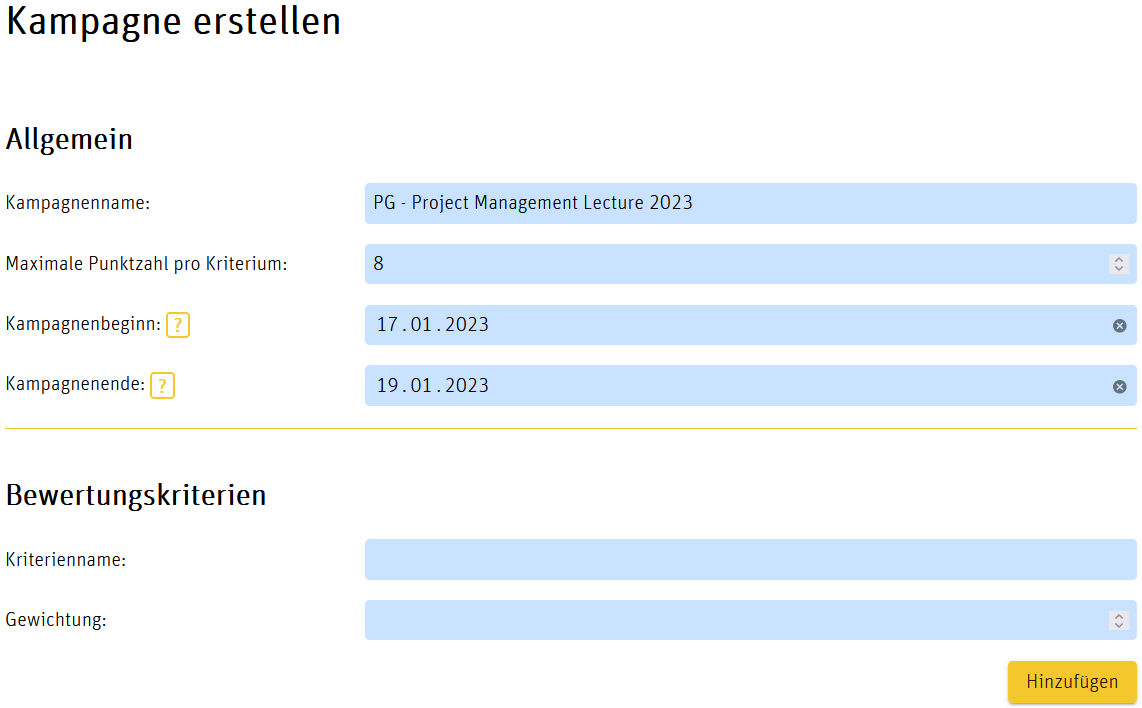 Kampagne erstellen
Allgemein
Kampagnenname: PG - Project Management Lecture 2023
Maximale Punktzahl pro Kriterium: 8
Kampagnenbeginn: ? 17.01.2023
Kampagnenende: ? 19.01.2023
Bewertungskriterien
Kriterienname:
Gewichtung:
Hinzufügen